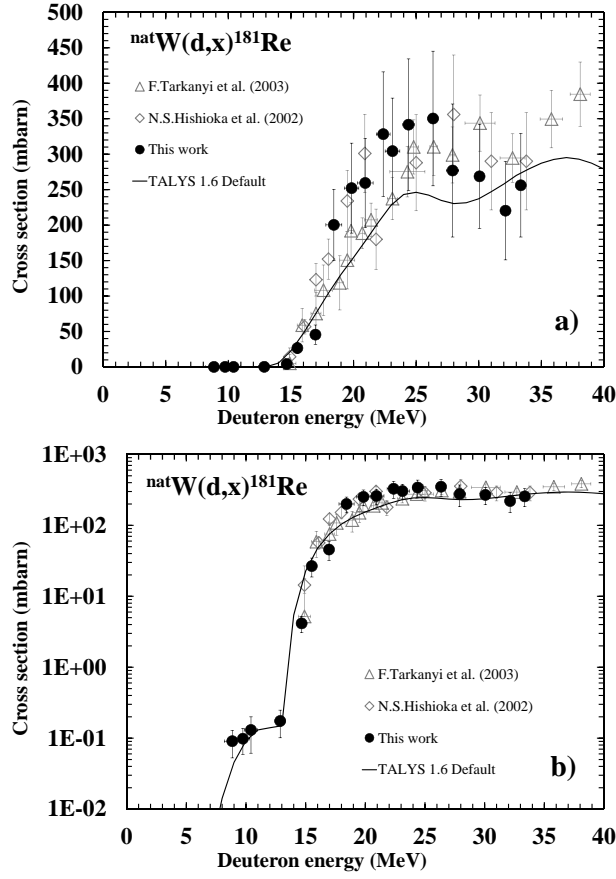 500
450
400
350
300
250
200
150
100
50
0
Cross section (mbarn)
natW(d,x)181Re
F.Tarkanyi et al. (2003)
N.S.Hishioka et al. (2002)
This work
TALYS 1.6 Default
a)
0 5 10 15 20 25 30 35 40
Deuteron energy (MeV)
1E+03
1E+02
1E+01
1E+00
1E-01
1E-02
Cross section (mbarn)
natW(d,x)181Re
F.Tarkanyi et al. (2003)
N.S.Hishioka et al. (2002)
This work
TALYS 1.6 Default
b)
0 5 10 15 20 25 30 35 40
Deuteron energy (MeV)